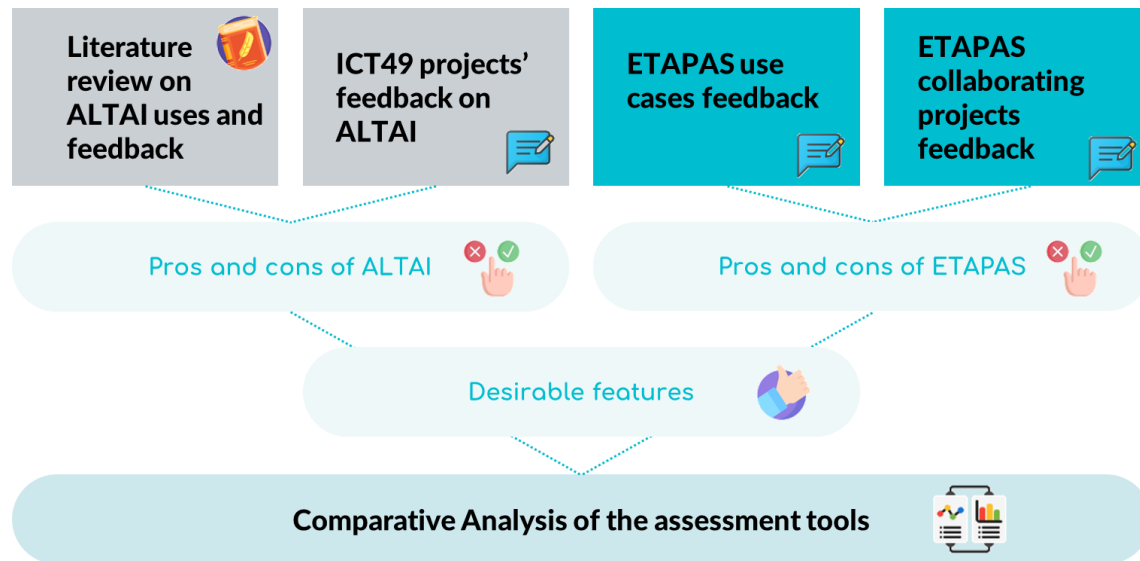 Literature
review on
ALTAI uses and
feedback
ICT49 projects'
feedback on
ALTAI
ETAPAS use
cases feedback
ETAPAS
collaborating
projects
feedback
Pros and cons of ALTAI
Pros and cons of ETAPAS
Desirable features
Comparative Analysis of the assessment tools